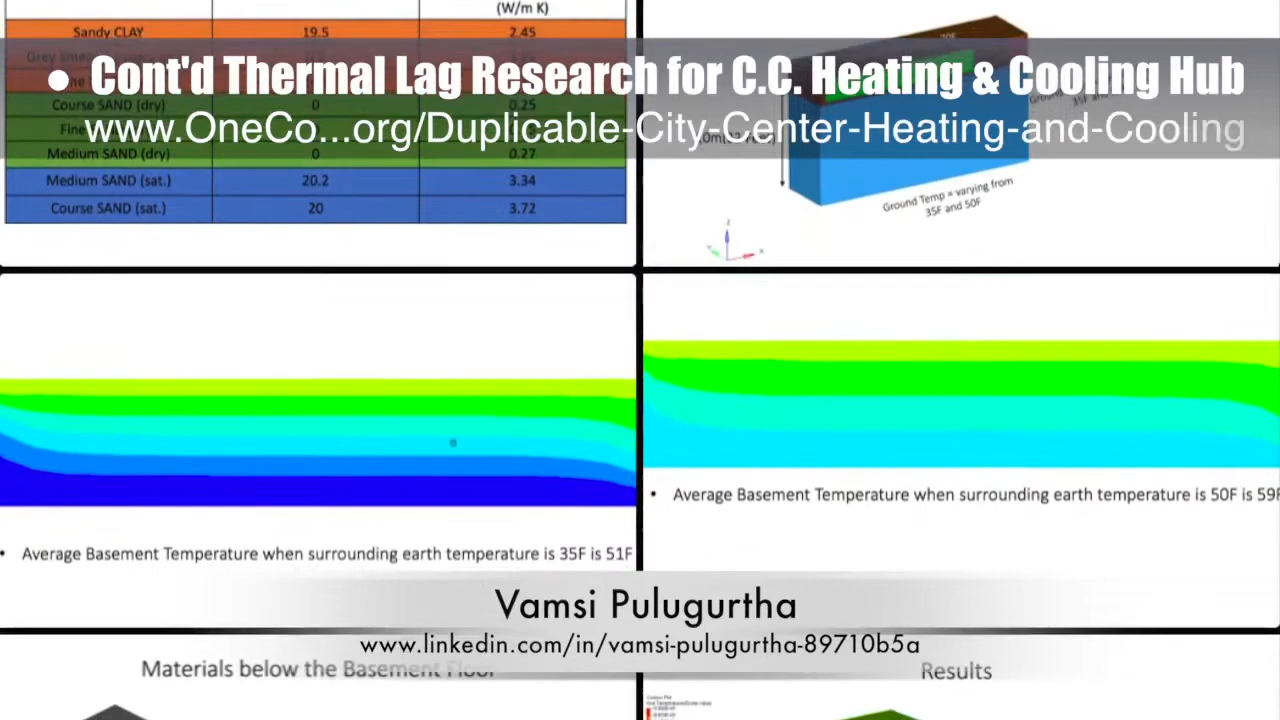 (W/m K)
Sandy CLAY 19.5 2.45
• Cont'd Thermal Lag Research for C.C. Heating & Cooling Hub
Course SAND (dry) 0 0.25
www.OneCo...org/Duplicable-City-Center-Heating-and-Cooling
Medium SAND (dry) 0 0.27
Medium SAND (sat.) 20.2 3.34
Course SAND (sat.) 20 3.72
Ground Temp = varying from
35F and 50F
• Average Basement Temperature when surrounding earth temperature is 50F is 59F
• Average Basement Temperature when surrounding earth temperature is 35F is 51F
Vamsi Pulugurtha
www.linkedin.com/in/vamsi-pulugurtha-89710b5a
Materials below the Basement Floor
Results